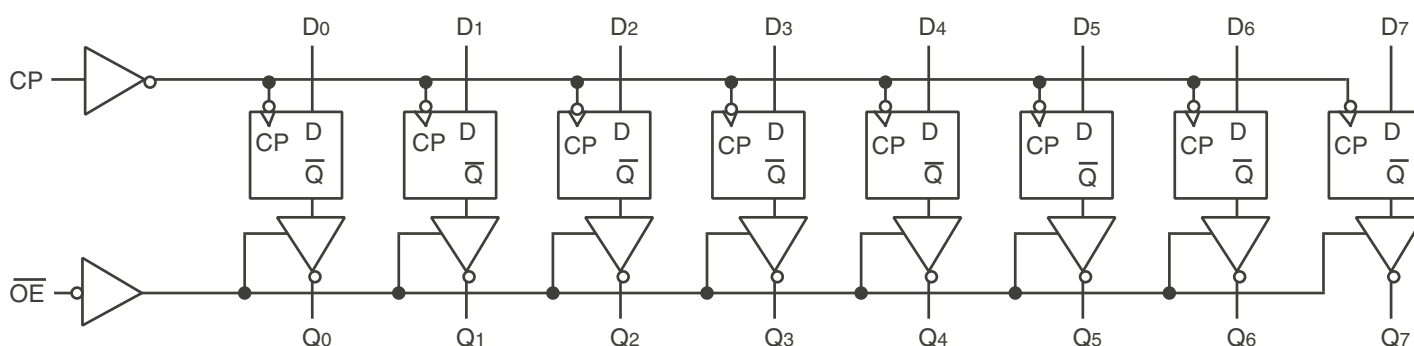 D0 D1 D2 D3 D4 D5 D6 D7
CP
CP D CP D CP D CP D CP D CP D CP D CP D
Q̅ Q̅ Q̅ Q̅ Q̅ Q̅ Q̅ Q̅
O̅E̅
Q0 Q1 Q2 Q3 Q4 Q5 Q6 Q7